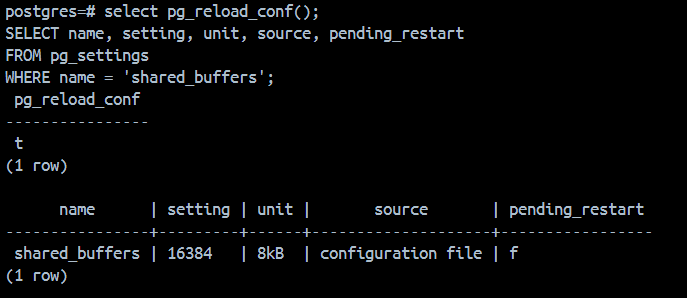 postgres=# select pg_reload_conf();
SELECT name, setting, unit, source, pending_restart
FROM pg_settings
WHERE name = 'shared_buffers';
 pg_reload_conf
----------------
 t
(1 row)

      name      | setting | unit |       source       | pending_restart
----------------+---------+------+--------------------+-----------------
 shared_buffers | 16384   | 8kB  | configuration file | f
(1 row)